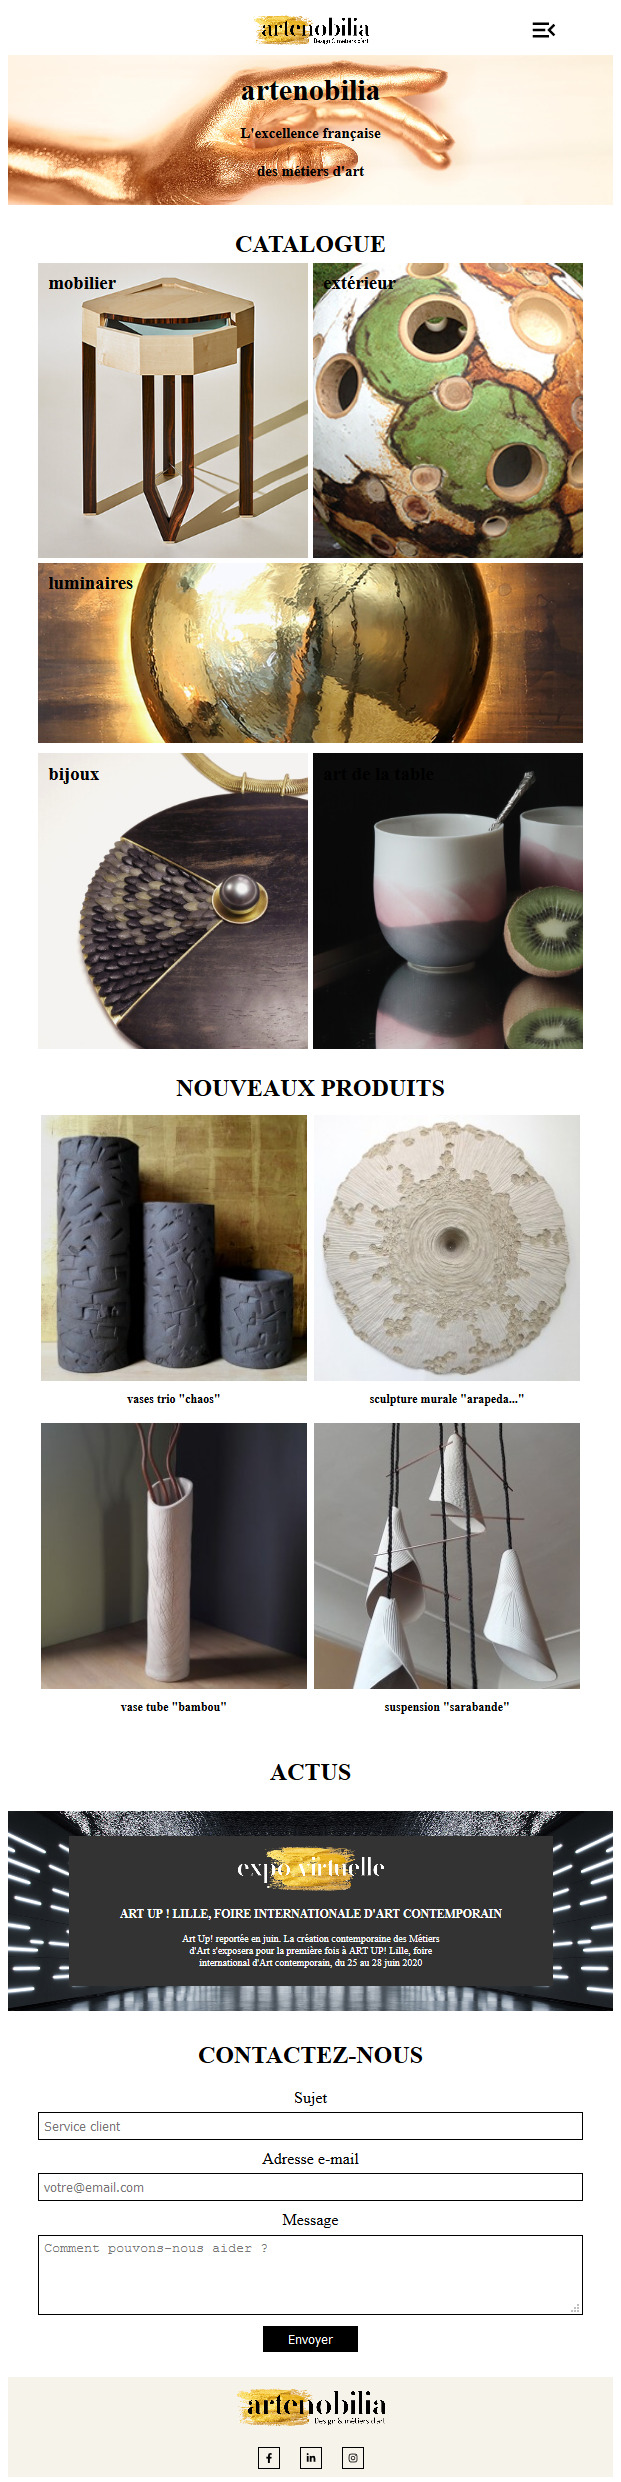 artenobilia
Design & métiers d'art
artenobilia
L'excellence française
des métiers d'art
CATALOGUE
mobilier
extérieur
luminaires
bijoux
art de la table
NOUVEAUX PRODUITS
vases trio "chaos"
sculpture murale "arapeda..."
vase tube "bambou"
suspension "sarabande"
ACTUS
expo virtuelle
ART UP ! LILLE, FOIRE INTERNATIONALE D'ART CONTEMPORAIN
Art Up! reportée en juin. La création contemporaine des Métiers
d'Art s'exposera pour la première fois à ART UP! Lille, foire
international d'Art contemporain, du 25 au 28 juin 2020
CONTACTEZ-NOUS
Sujet
Service client
Adresse e-mail
votre@email.com
Message
Comment pouvons-nous aider ?
Envoyer
artenobilia
Design & métiers d'art